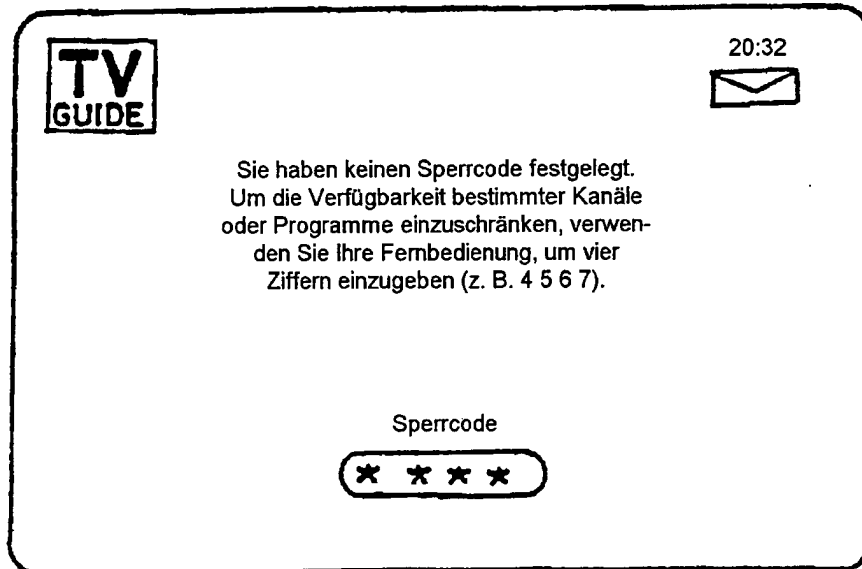 TV
GUIDE
20:32
Sie haben keinen Sperrcode festgelegt.
Um die Verfügbarkeit bestimmter Kanäle
oder Programme einzuschränken, verwen-
den Sie Ihre Fernbedienung, um vier
Ziffern einzugeben (z. B. 4 5 6 7).
Sperrcode
* * * *